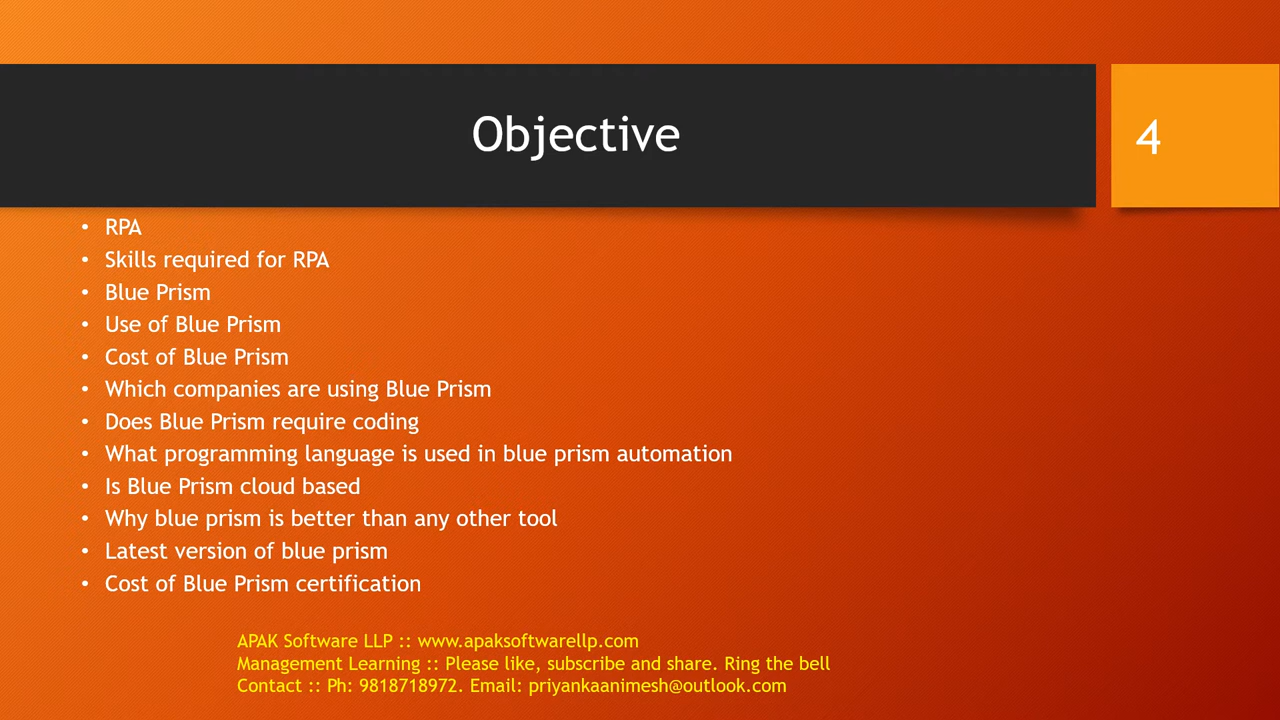 Objective
4
• RPA
• Skills required for RPA
• Blue Prism
• Use of Blue Prism
• Cost of Blue Prism
• Which companies are using Blue Prism
• Does Blue Prism require coding
• What programming language is used in blue prism automation
• Is Blue Prism cloud based
• Why blue prism is better than any other tool
• Latest version of blue prism
• Cost of Blue Prism certification
APAK Software LLP :: www.apaksoftwarellp.com
Management Learning :: Please like, subscribe and share. Ring the bell
Contact :: Ph: 9818718972. Email: priyankaanimesh@outlook.com